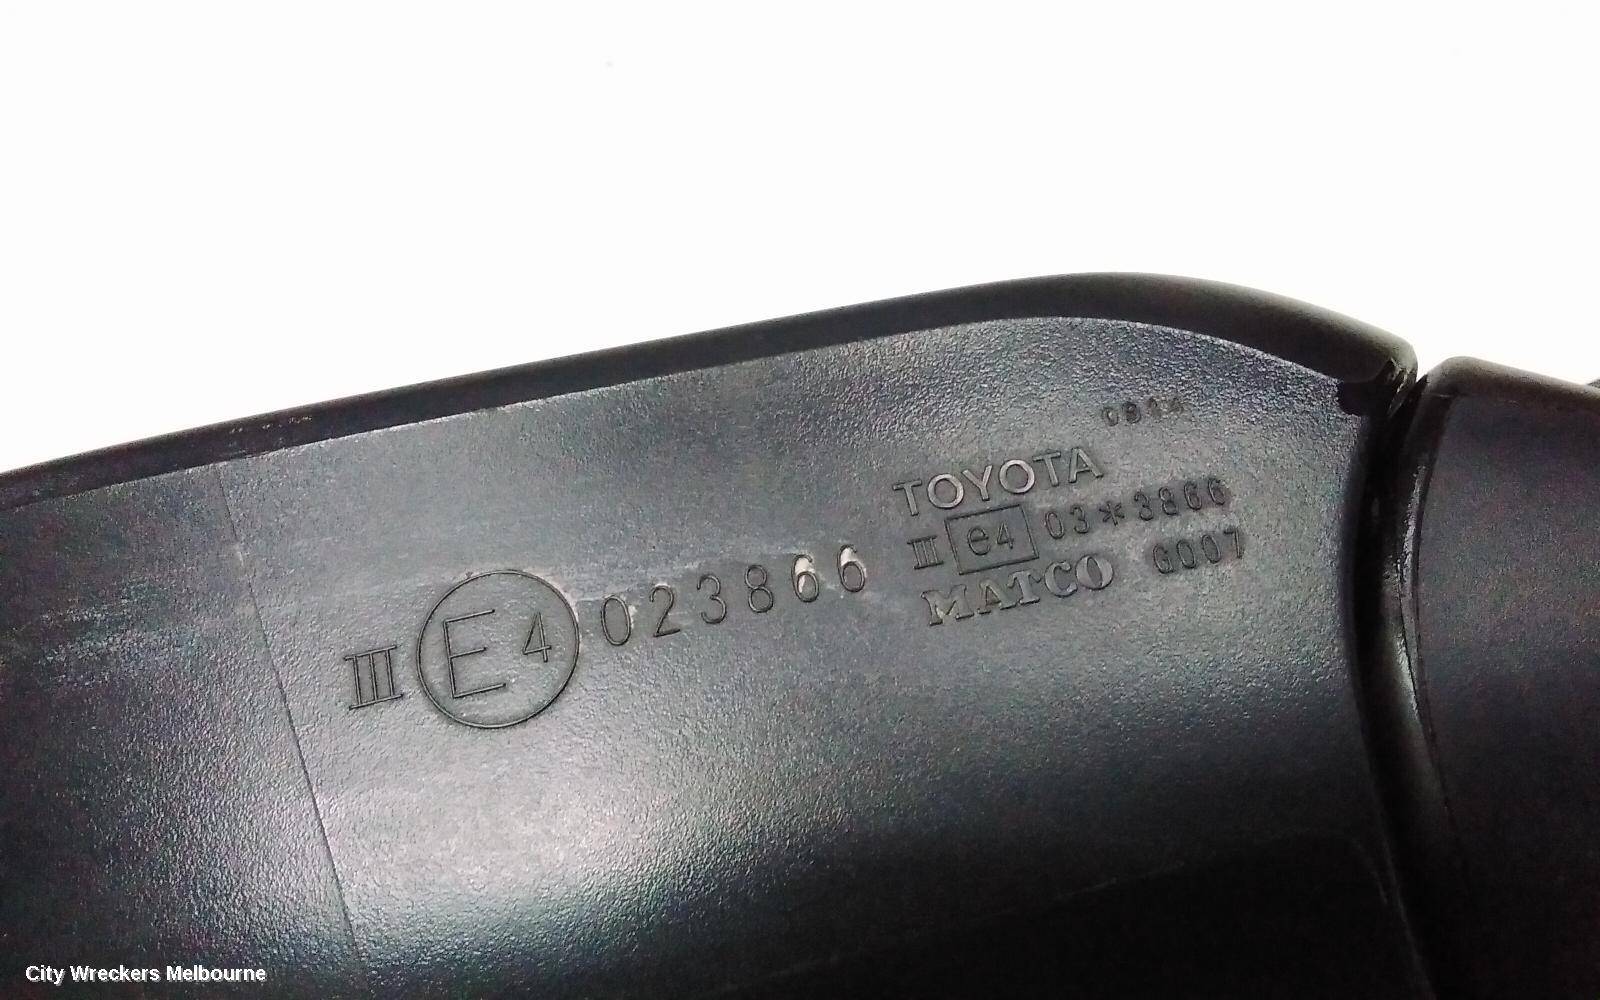 TOYOTA
III e4 03*3866
MATCO G007
III E4 023866
City Wreckers Melbourne